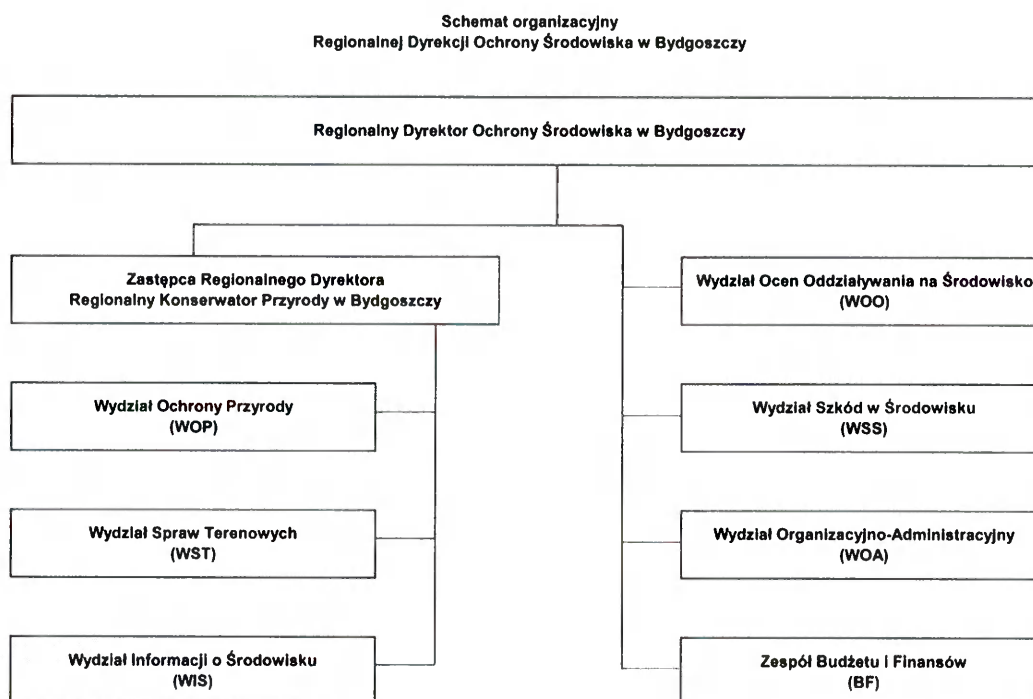 Schemat organizacyjny
Regionalnej Dyrekcji Ochrony Środowiska w Bydgoszczy
Regionalny Dyrektor Ochrony Środowiska w Bydgoszczy
Zastępca Regionalnego Dyrektora
Regionalny Konserwator Przyrody w Bydgoszczy
Wydział Ochrony Przyrody
(WOP)
Wydział Spraw Terenowych
(WST)
Wydział Informacji o Środowisku
(WIS)
Wydział Ocen Oddziaływania na Środowisko
(WOO)
Wydział Szkód w Środowisku
(WSS)
Wydział Organizacyjno-Administracyjny
(WOA)
Zespół Budżetu i Finansów
(BF)